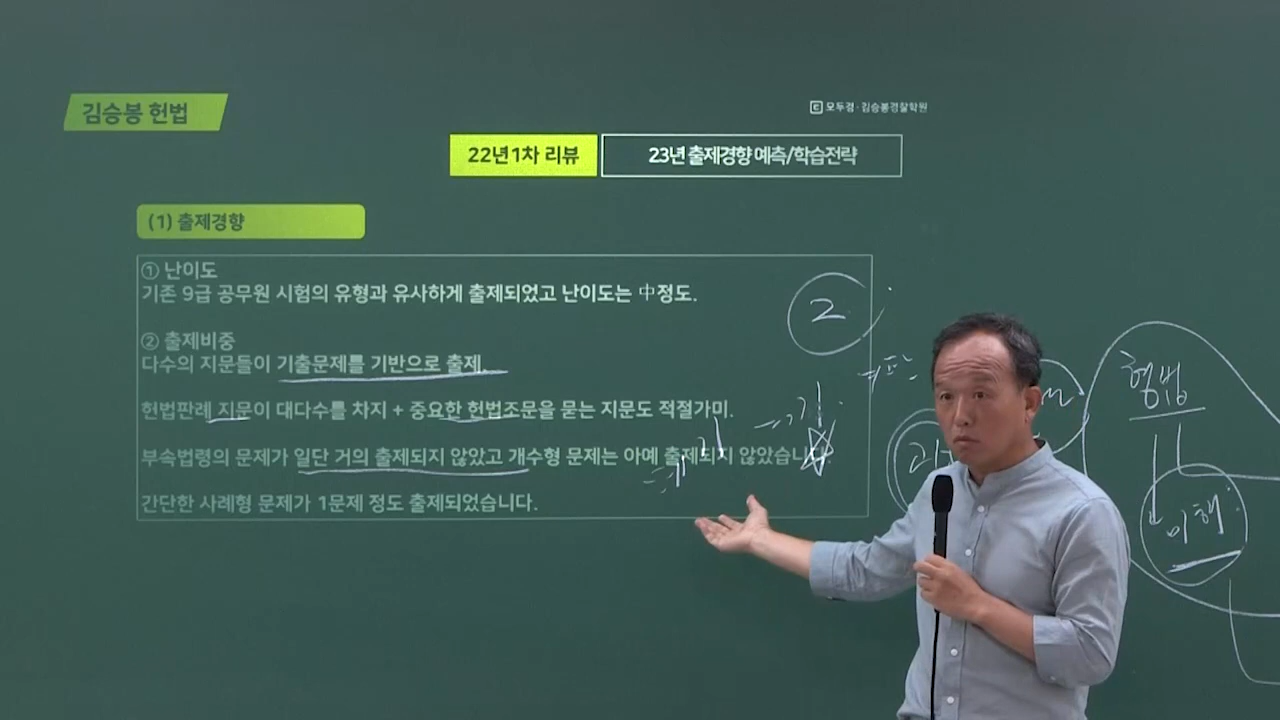 김승봉 헌법
모두경·김승봉경찰학원
22년 1차 리뷰
23년 출제경향 예측/학습전략
(1) 출제경향
① 난이도
기존 9급 공무원 시험의 유형과 유사하게 출제되었고 난이도는 中정도.
② 출제비중
다수의 지문들이 기출문제를 기반으로 출제.
헌법판례 지문이 대다수를 차지 + 중요한 헌법조문을 묻는 지문도 적절가미.
부속법령의 문제가 일단 거의 출제되지 않았고 개수형 문제는 아예 출제되지 않았습니다.
간단한 사례형 문제가 1문제 정도 출제되었습니다.
2
형법
이해